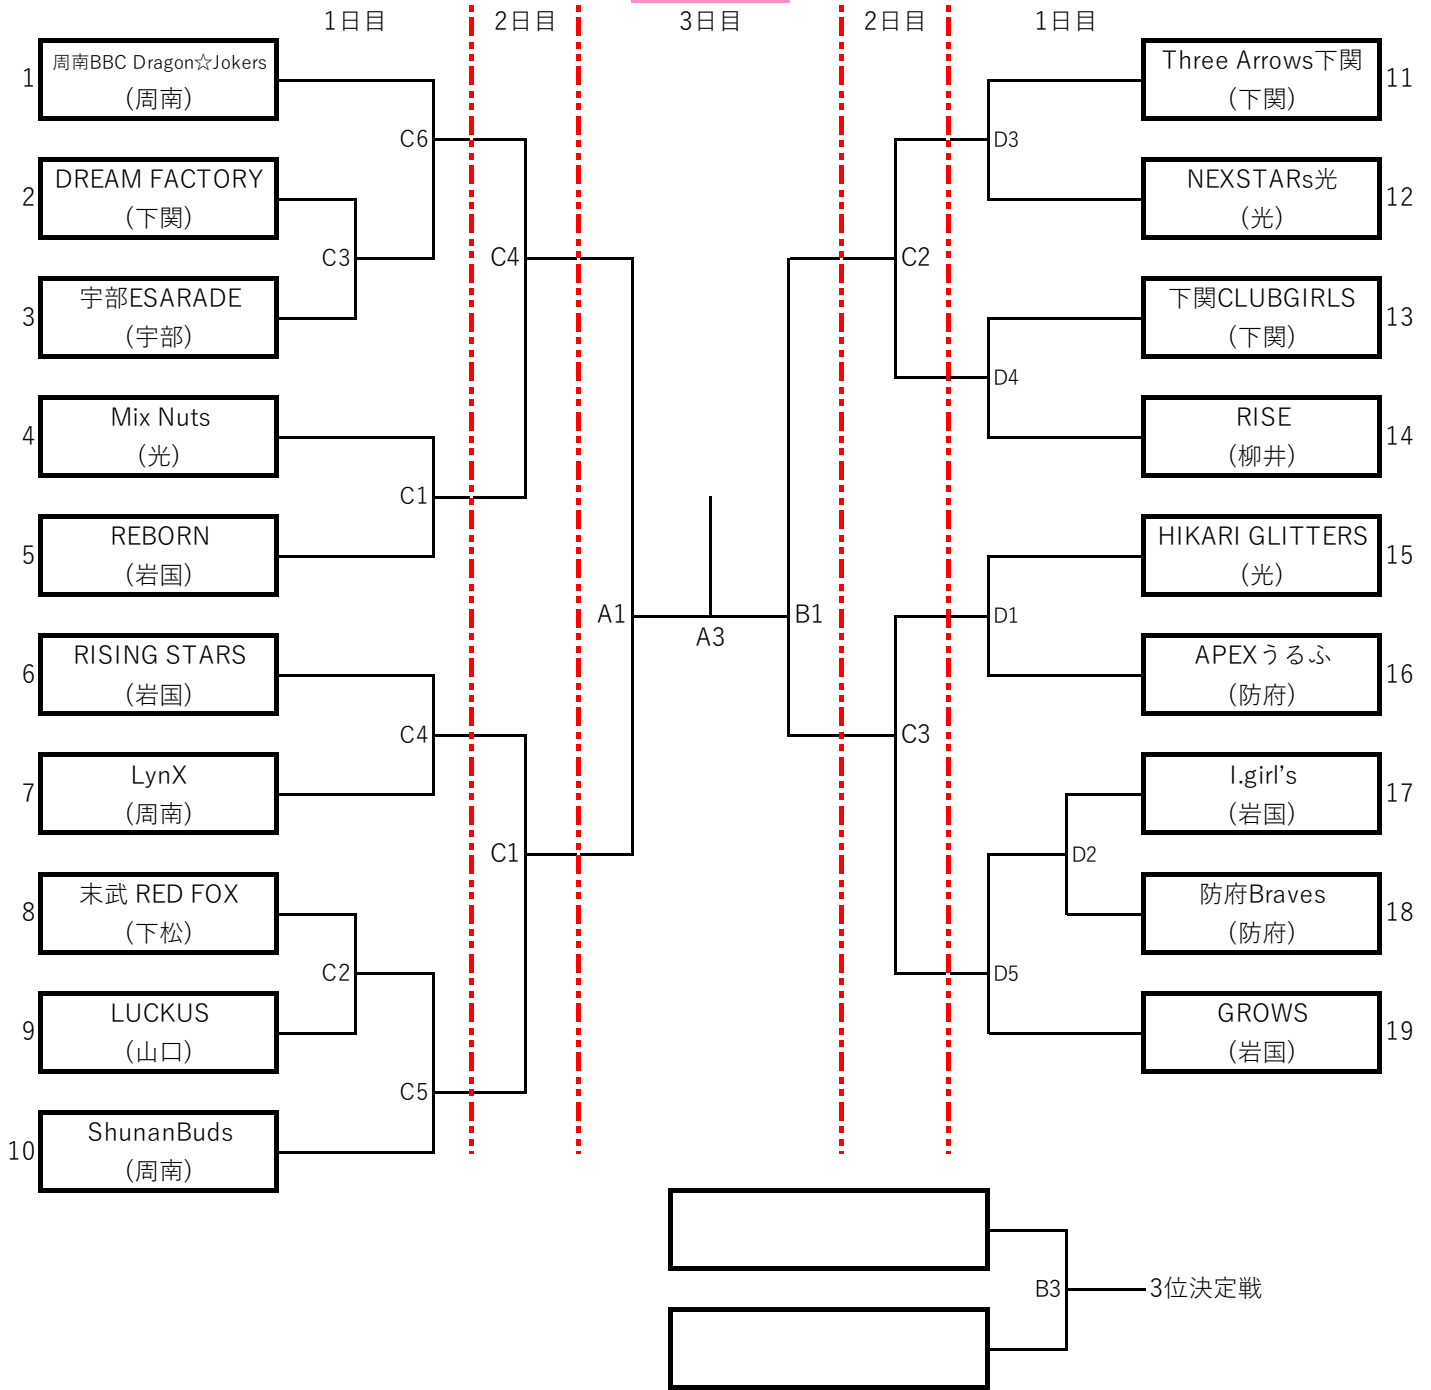 1日目 2日目 3日目 2日目 1日目
1
周南BBC Dragon☆Jokers
(周南)
2
DREAM FACTORY
(下関)
3
宇部ESARADE
(宇部)
4
Mix Nuts
(光)
5
REBORN
(岩国)
6
RISING STARS
(岩国)
7
LynX
(周南)
8
末武 RED FOX
(下松)
9
LUCKUS
(山口)
10
ShunanBuds
(周南)
C6
C3
C1
C4
C2
C5
C4
C1
A1
A3
B1
C2
C3
D3
D4
D1
D2
D5
Three Arrows下関
(下関)
11
NEXSTARs光
(光)
12
下関CLUBGIRLS
(下関)
13
RISE
(柳井)
14
HIKARI GLITTERS
(光)
15
APEXうるふ
(防府)
16
I.girl's
(岩国)
17
防府Braves
(防府)
18
GROWS
(岩国)
19
B3
3位決定戦